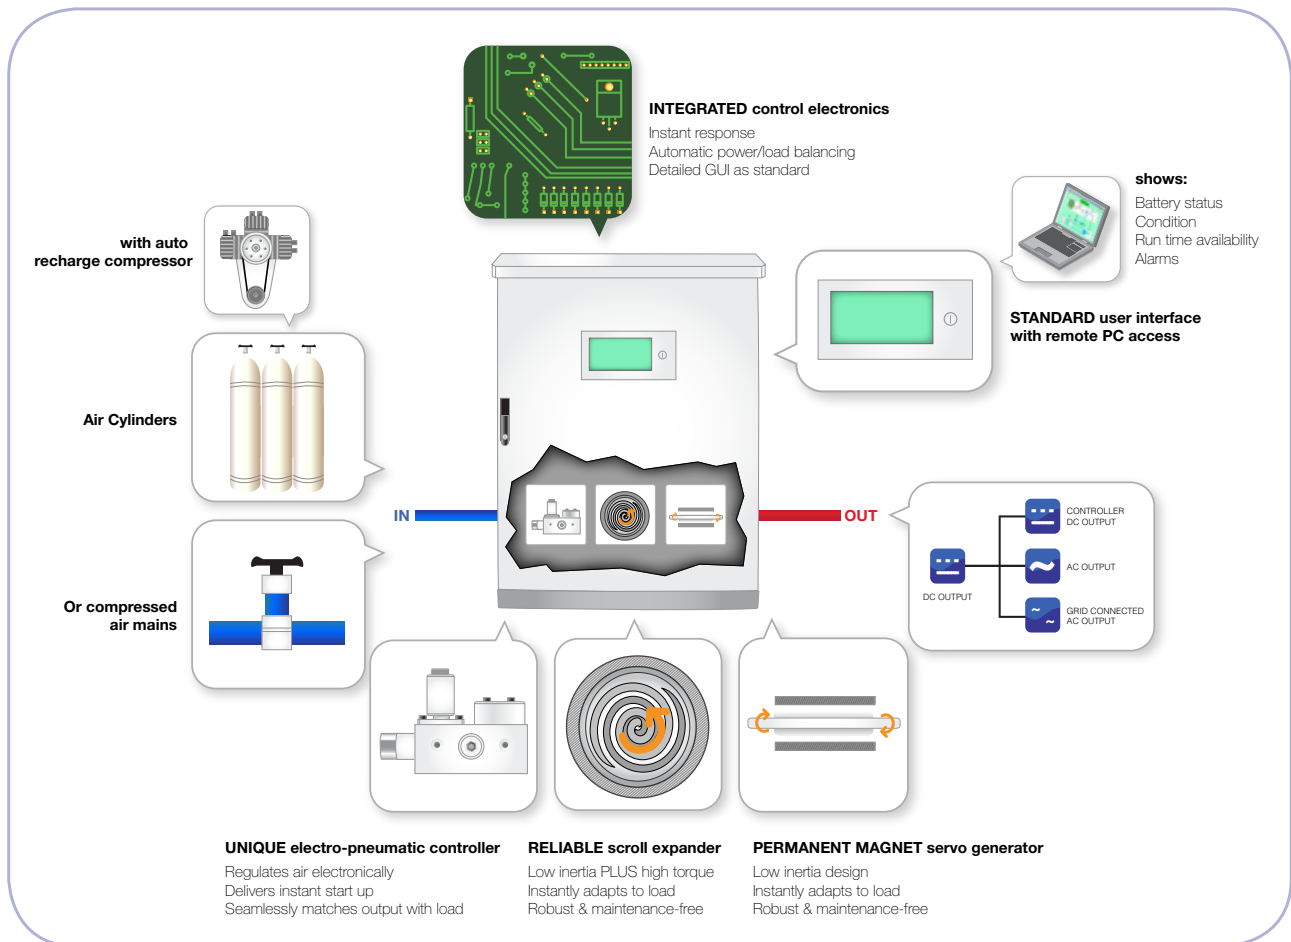 INTEGRATED control electronics
Instant response
Automatic power/load balancing
Detailed GUI as standard
shows:
Battery status
Condition
Run time availability
Alarms
with auto
recharge compressor
STANDARD user interface
with remote PC access
Air Cylinders
IN
OUT
CONTROLLER
DC OUTPUT
AC OUTPUT
DC OUTPUT
GRID CONNECTED
AC OUTPUT
Or compressed
air mains
UNIQUE electro-pneumatic controller
Regulates air electronically
Delivers instant start up
Seamlessly matches output with load
RELIABLE scroll expander
Low inertia PLUS high torque
Instantly adapts to load
Robust & maintenance-free
PERMANENT MAGNET servo generator
Low inertia design
Instantly adapts to load
Robust & maintenance-free